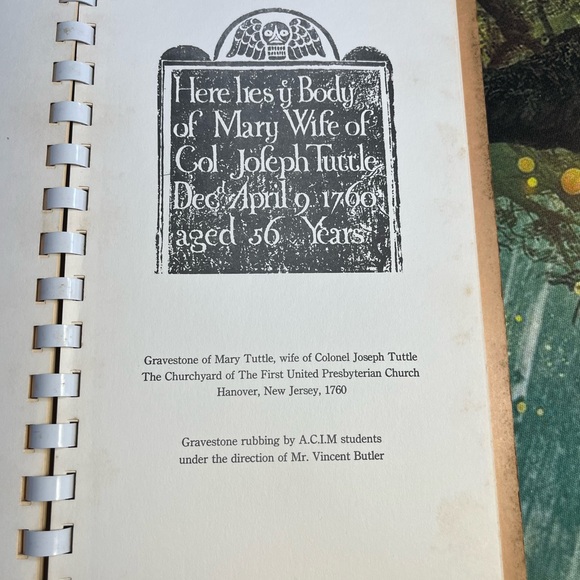 Here lies ẏ Body
of Mary Wife of
Col Joſeph Tuttle
Decd April 9 1760
aged 56 Years
Gravestone of Mary Tuttle, wife of Colonel Joseph Tuttle
The Churchyard of The First United Presbyterian Church
Hanover, New Jersey, 1760
Gravestone rubbing by A.C.I.M students
under the direction of Mr. Vincent Butler